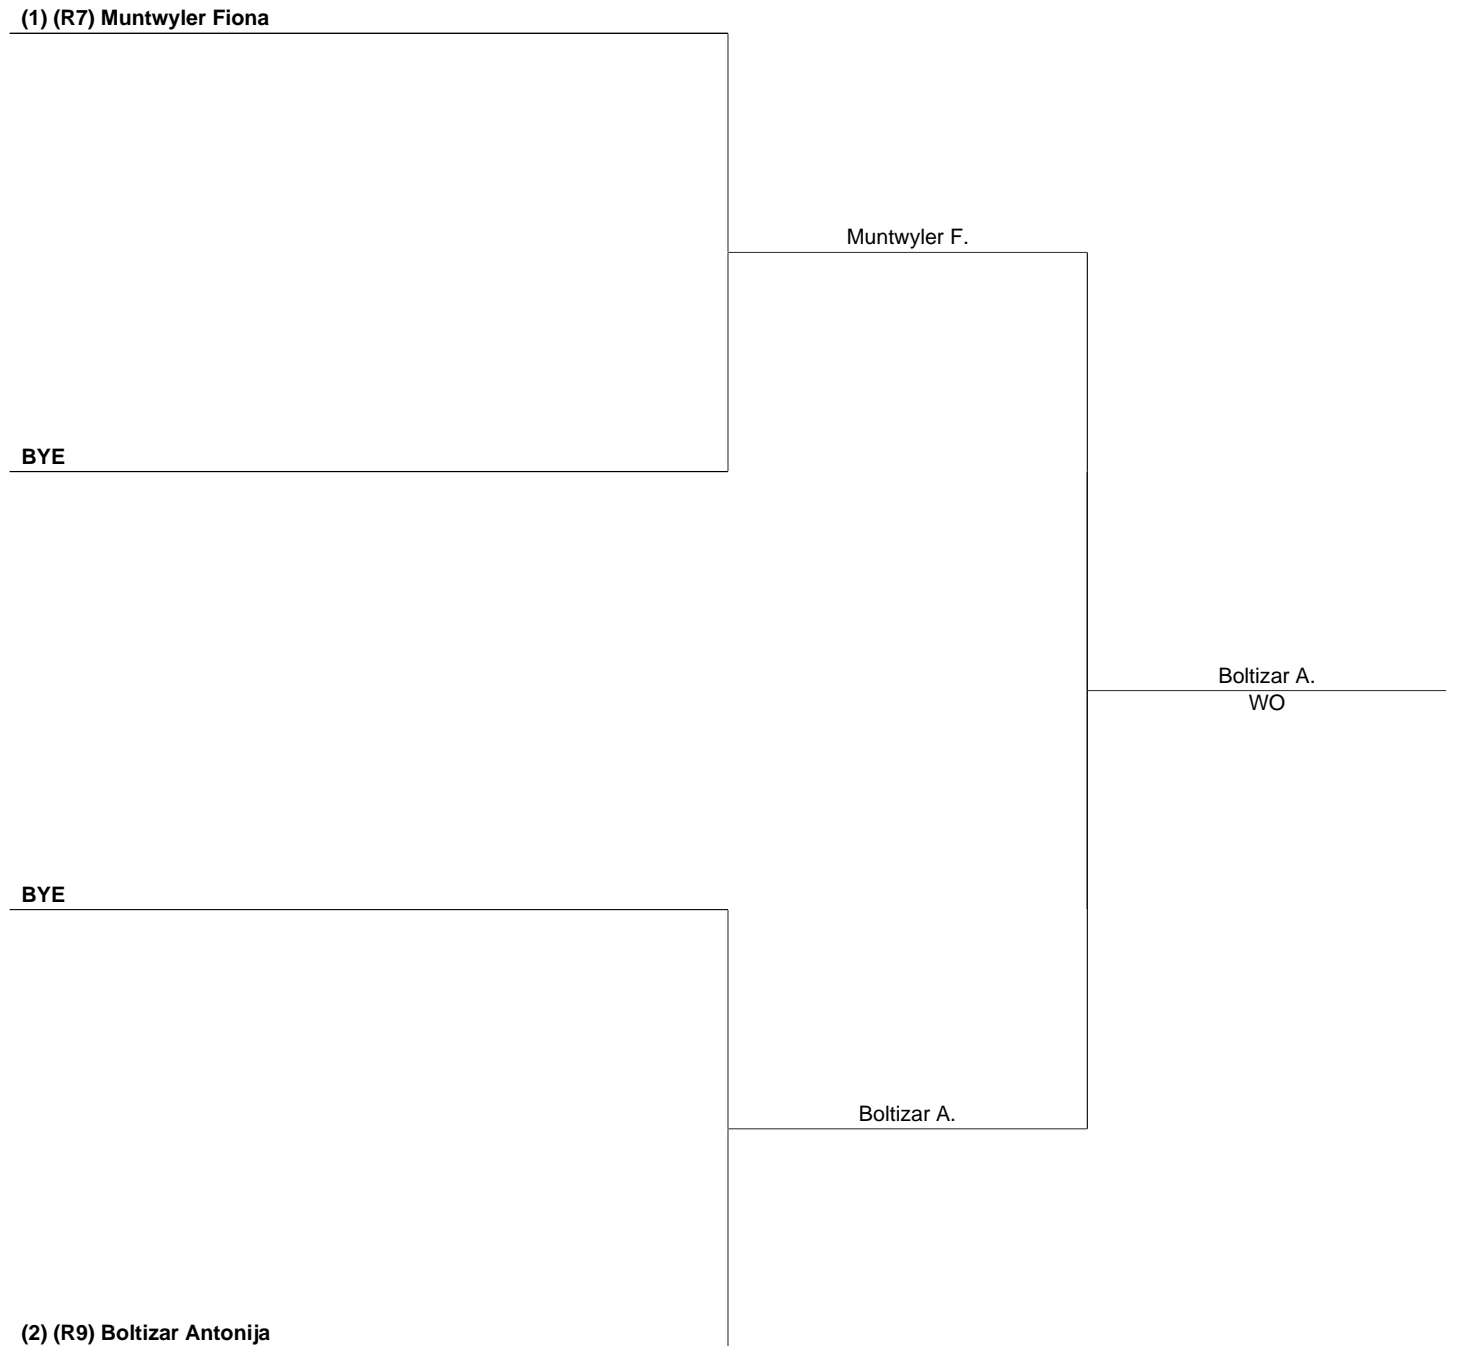 (1) (R7) Muntwyler Fiona
Muntwyler F.
BYE
Boltizar A.
WO
BYE
Boltizar A.
(2) (R9) Boltizar Antonija